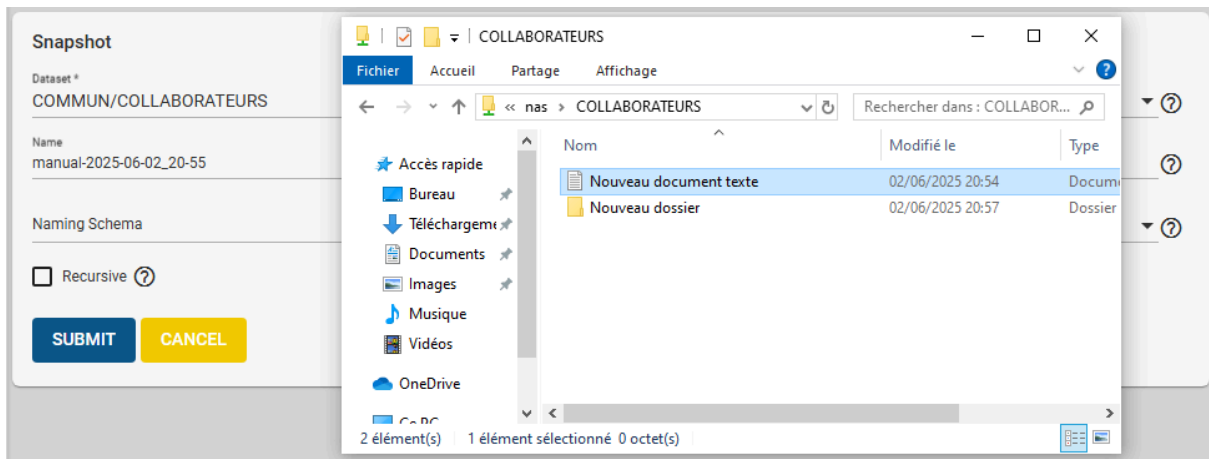 Snapshot
Dataset *
COMMUN/COLLABORATEURS
Name
manual-2025-06-02_20-55
Naming Schema
Recursive
SUBMIT CANCEL
COLLABORATEURS
Fichier Accueil Partage Affichage
« nas › COLLABORATEURS
Rechercher dans : COLLABOR...
Nom Modifié le Type
Accès rapide
Bureau
Téléchargeme
Documents
Images
Musique
Vidéos
OneDrive
Nouveau document texte 02/06/2025 20:54 Docum
Nouveau dossier 02/06/2025 20:57 Dossier
2 élément(s) 1 élément sélectionné 0 octet(s)